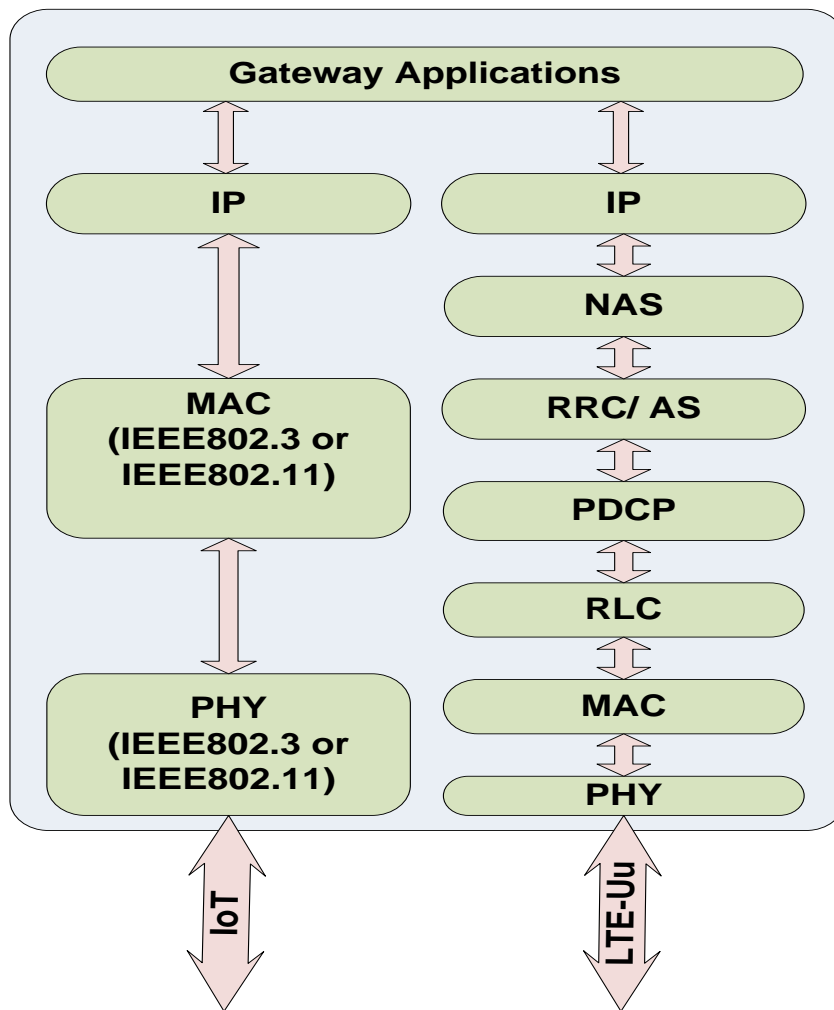 Gateway Applications
IP
MAC
(IEEE802.3 or
IEEE802.11)
PHY
(IEEE802.3 or
IEEE802.11)
IoT
IP
NAS
RRC/ AS
PDCP
RLC
MAC
PHY
LTE-Uu